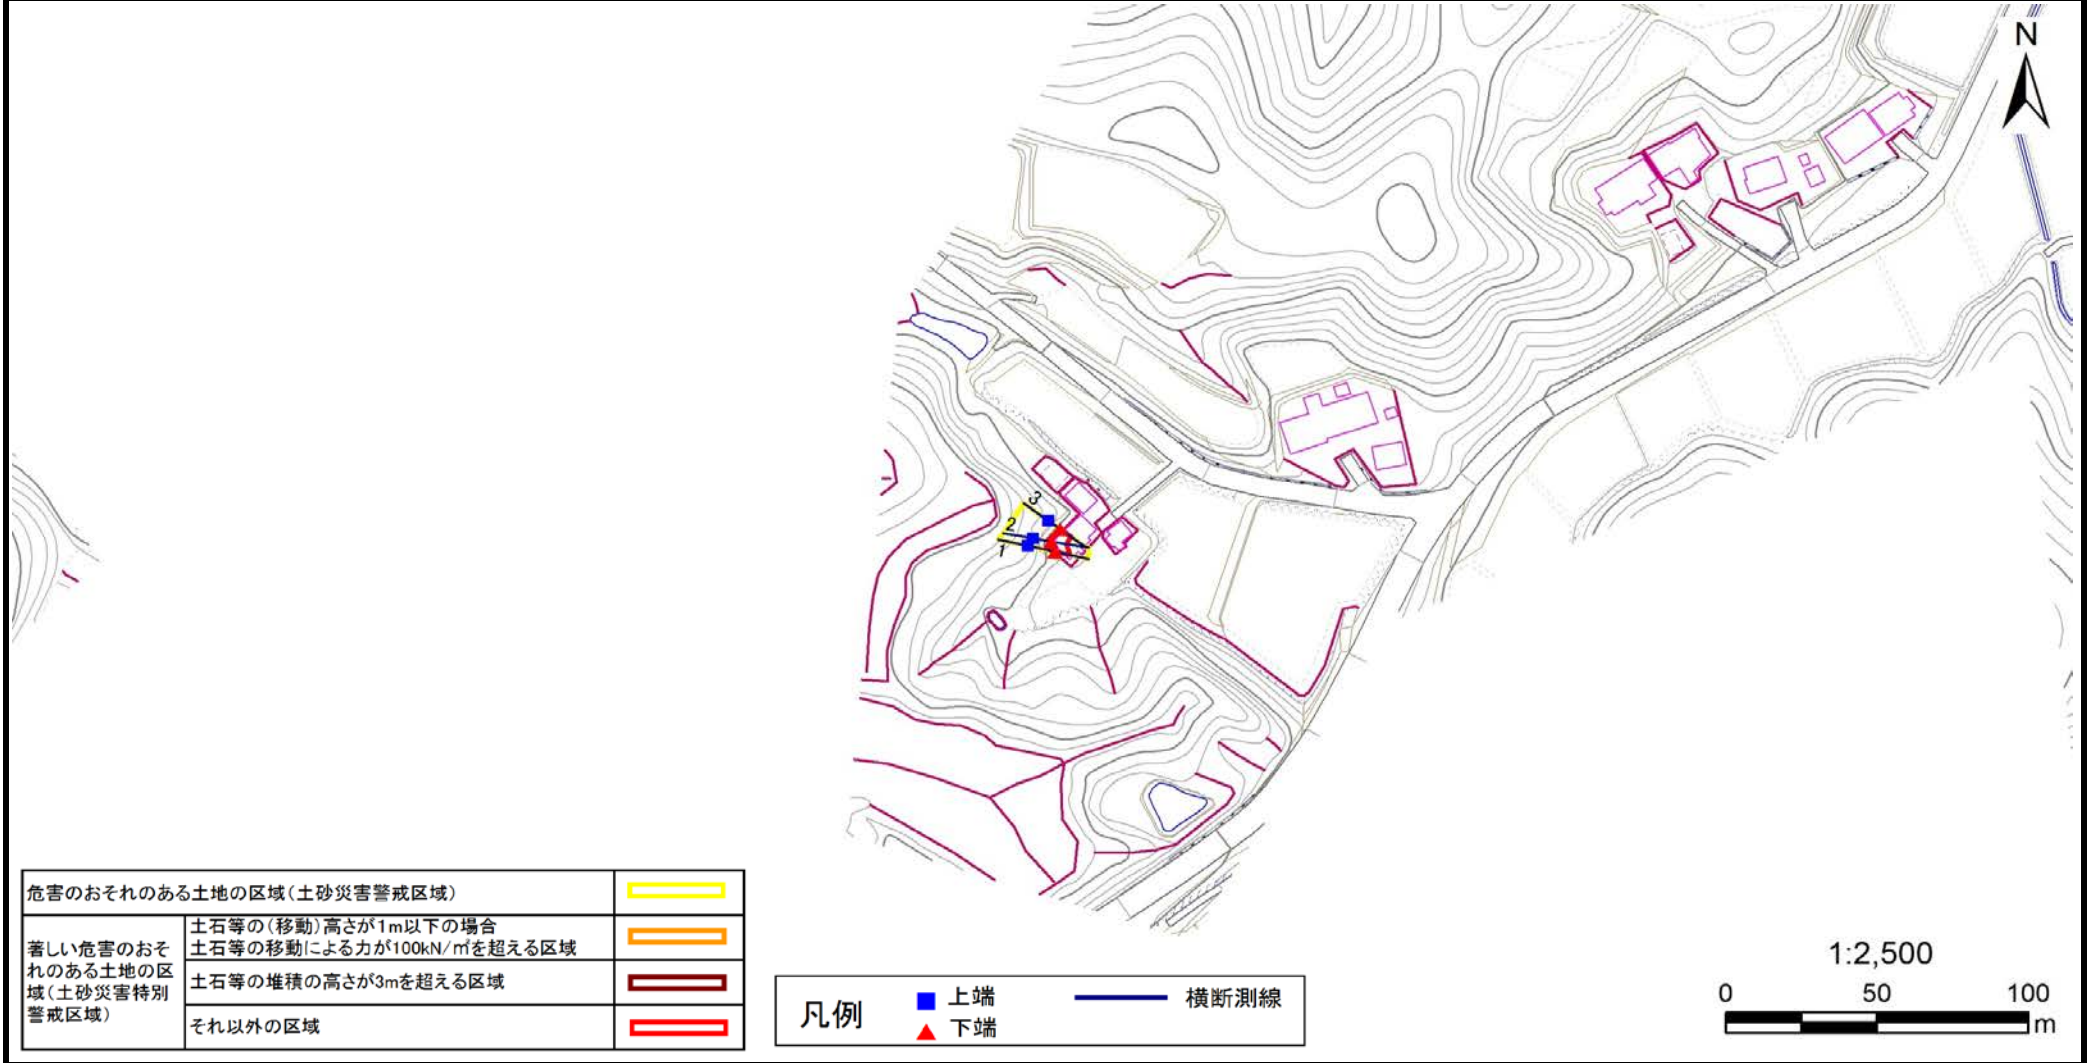 N
3
2
1
危害のおそれのある土地の区域(土砂災害警戒区域)
著しい危害のおそ
れのある土地の区
域(土砂災害特別
警戒区域)
土石等の(移動)高さが1m以下の場合
土石等の移動による力が100kN/㎡を超える区域
土石等の堆積の高さが3mを超える区域
それ以外の区域
凡例
上端
下端
横断測線
1:2,500
0 50 100
m